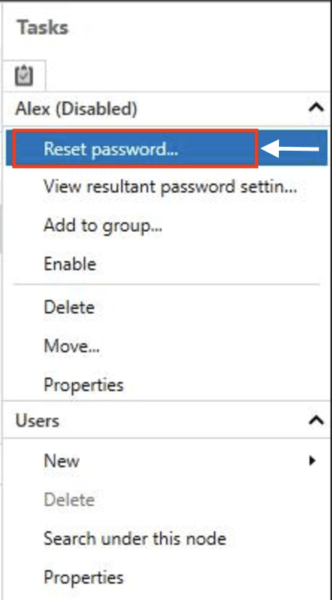 Tasks
Alex (Disabled)
Reset password...
View resultant password settin...
Add to group...
Enable
Delete
Move...
Properties
Users
New
Delete
Search under this node
Properties